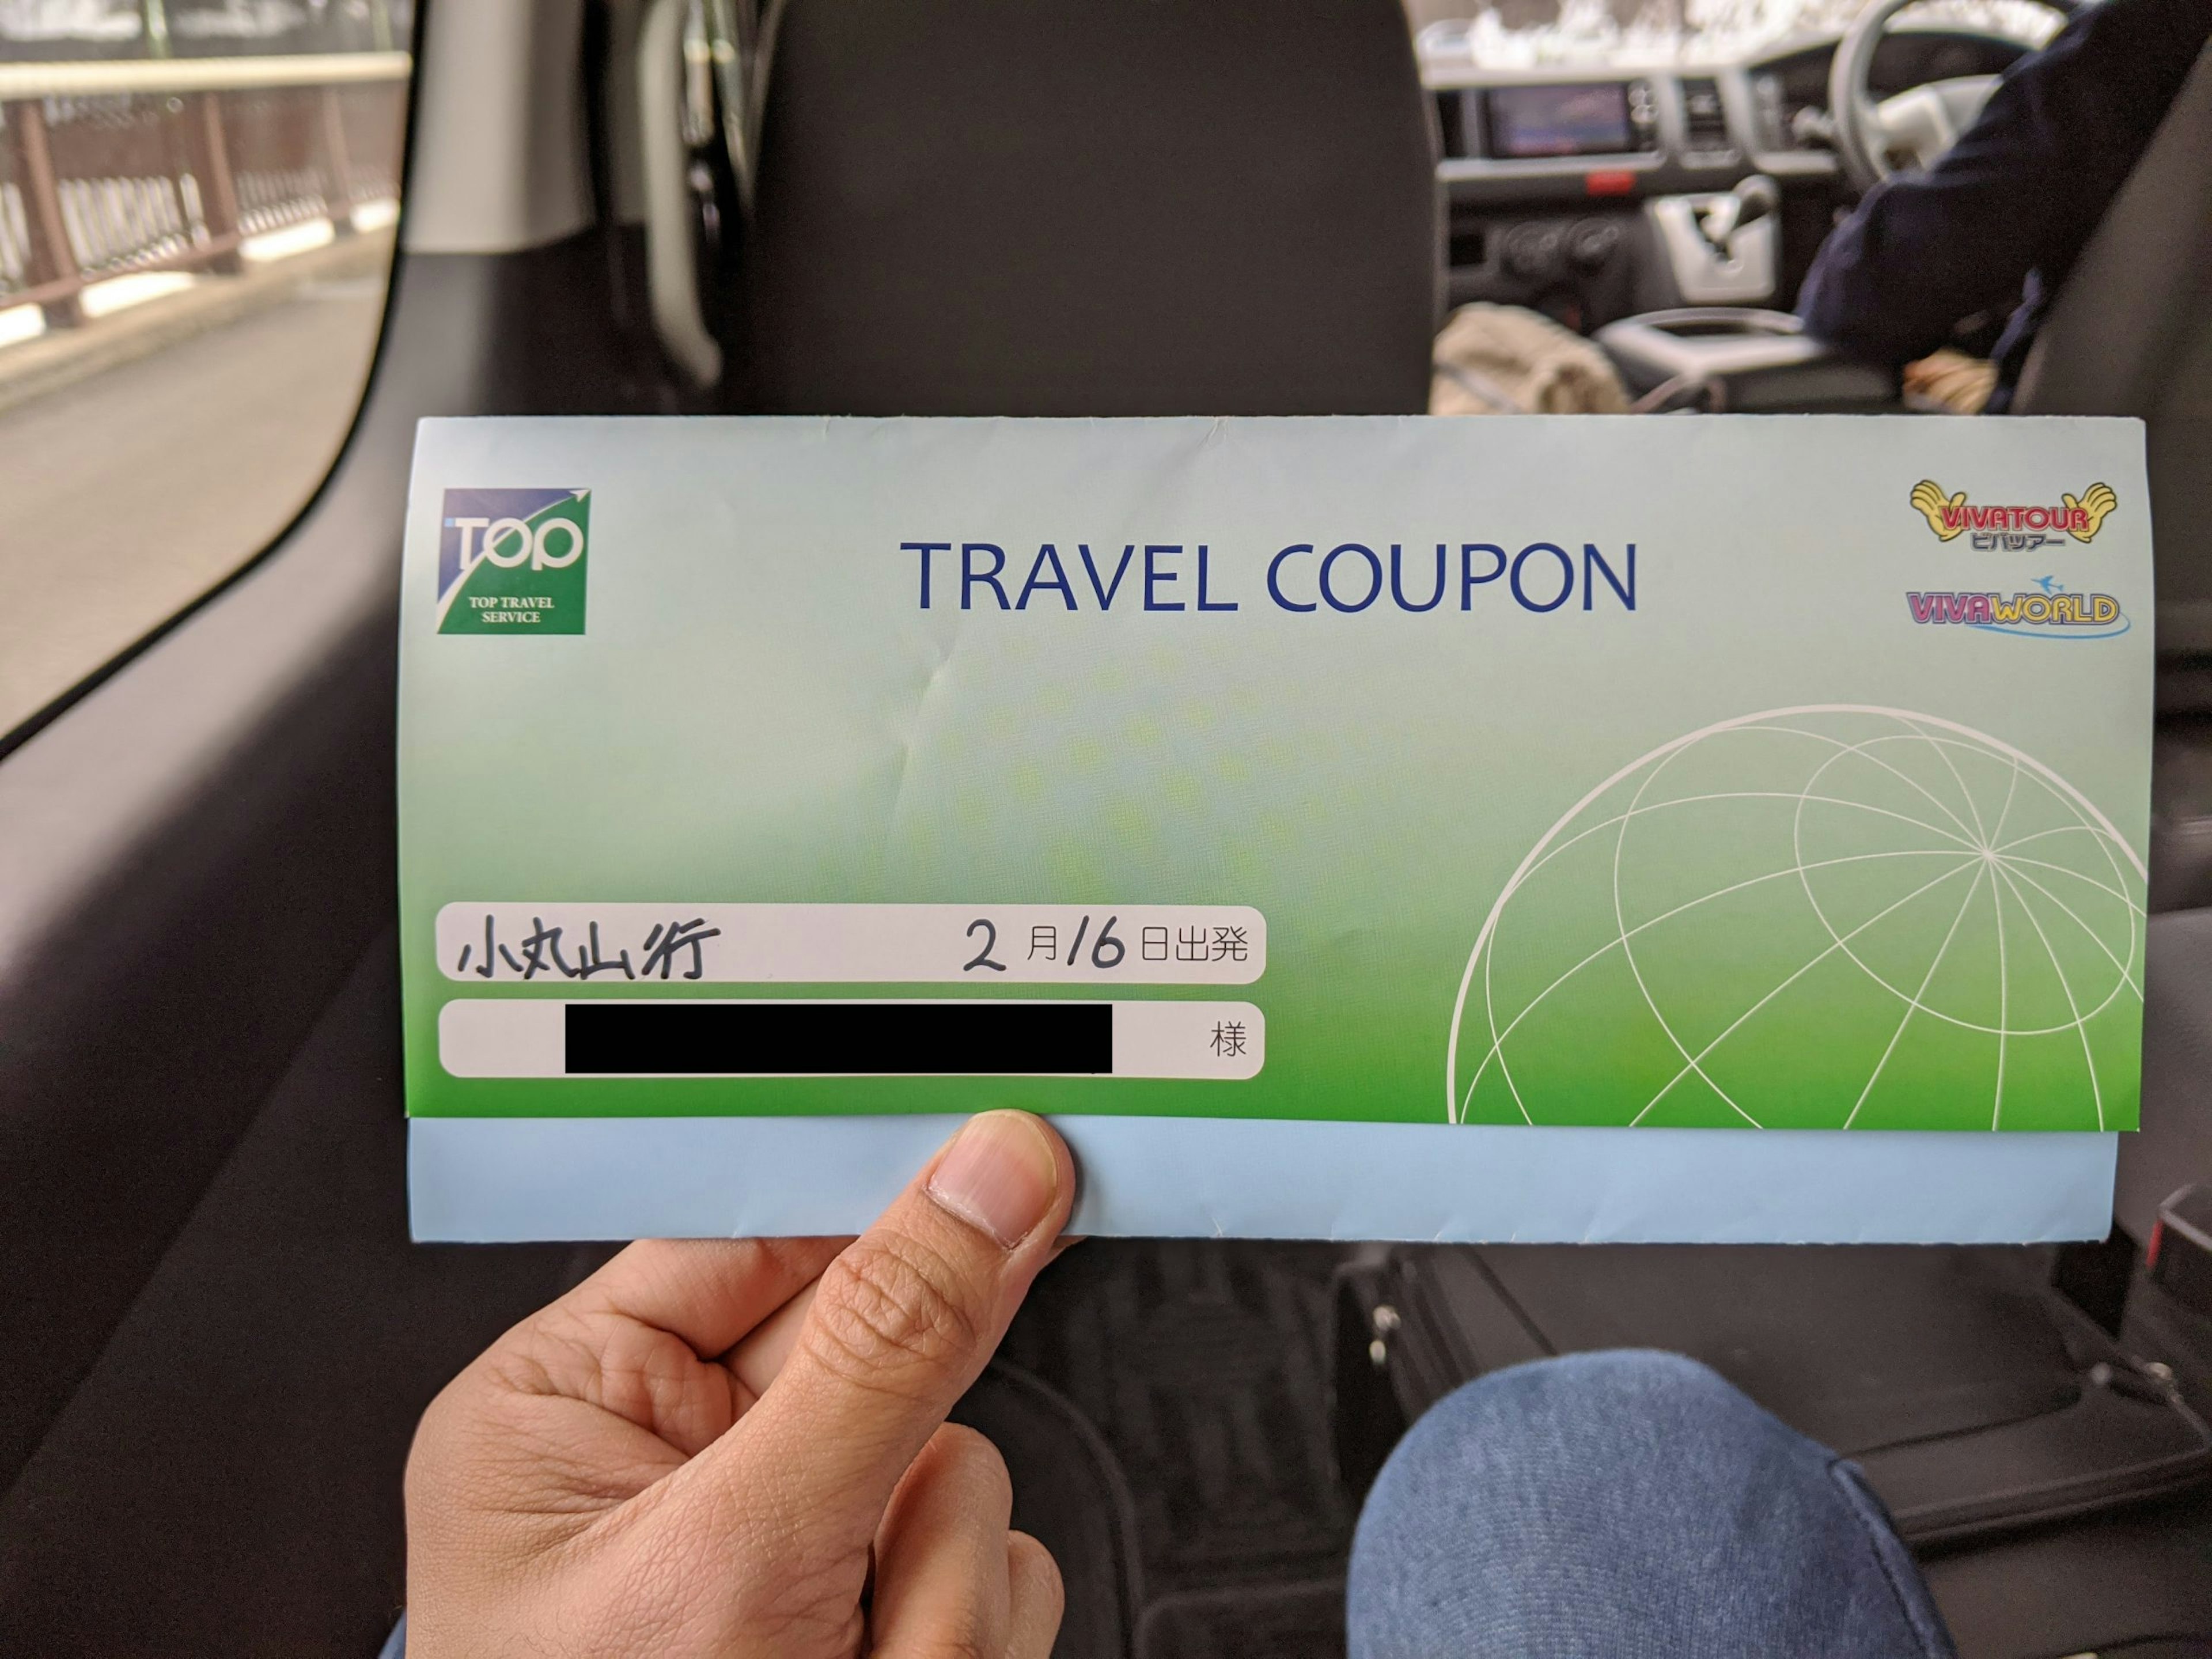 TOP
TOP TRAVEL
SERVICE
TRAVEL COUPON
VIVATOUR
ビバツアー
VIVAWORLD
小丸山行 2月16日出発
様